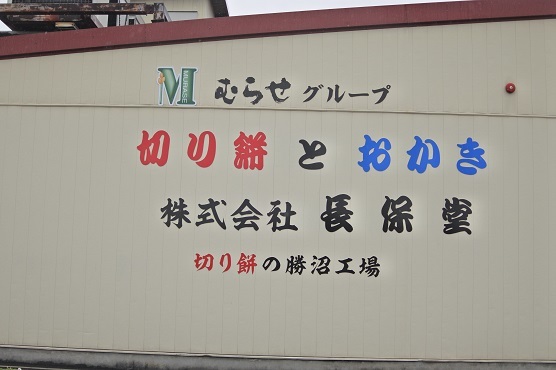 MURASE むらせグループ
切り餅とおかき
株式会社 長保堂
切り餅の勝沼工場